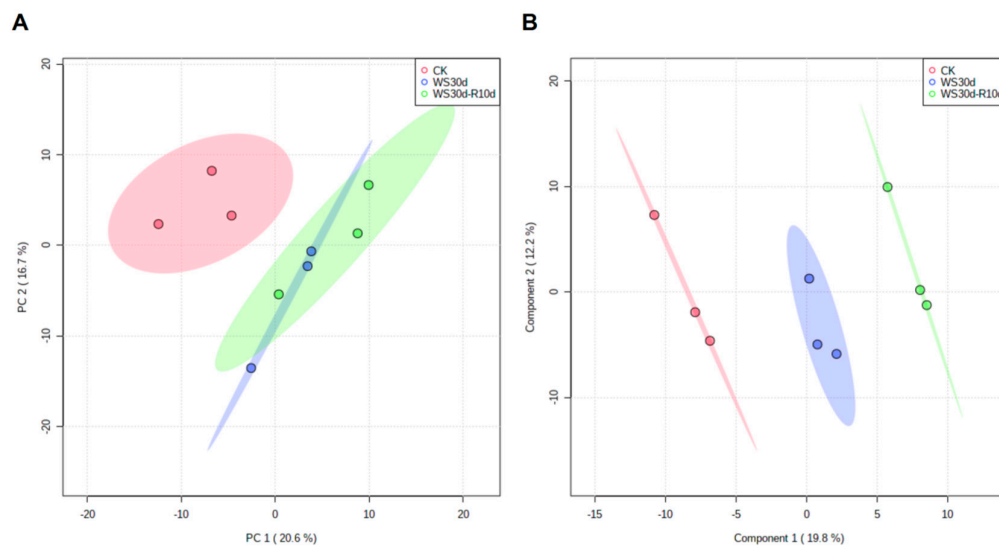 A
CK
WS30d
WS30d-R10d
20
10
0
-10
-20
PC 2 ( 16.7 %)
-20
-10
0
10
20
PC 1 ( 20.6 %)
B
CK
WS30d
WS30d-R10d
20
10
0
-10
Component 2 ( 12.2 %)
-15
-10
-5
0
5
10
Component 1 ( 19.8 %)